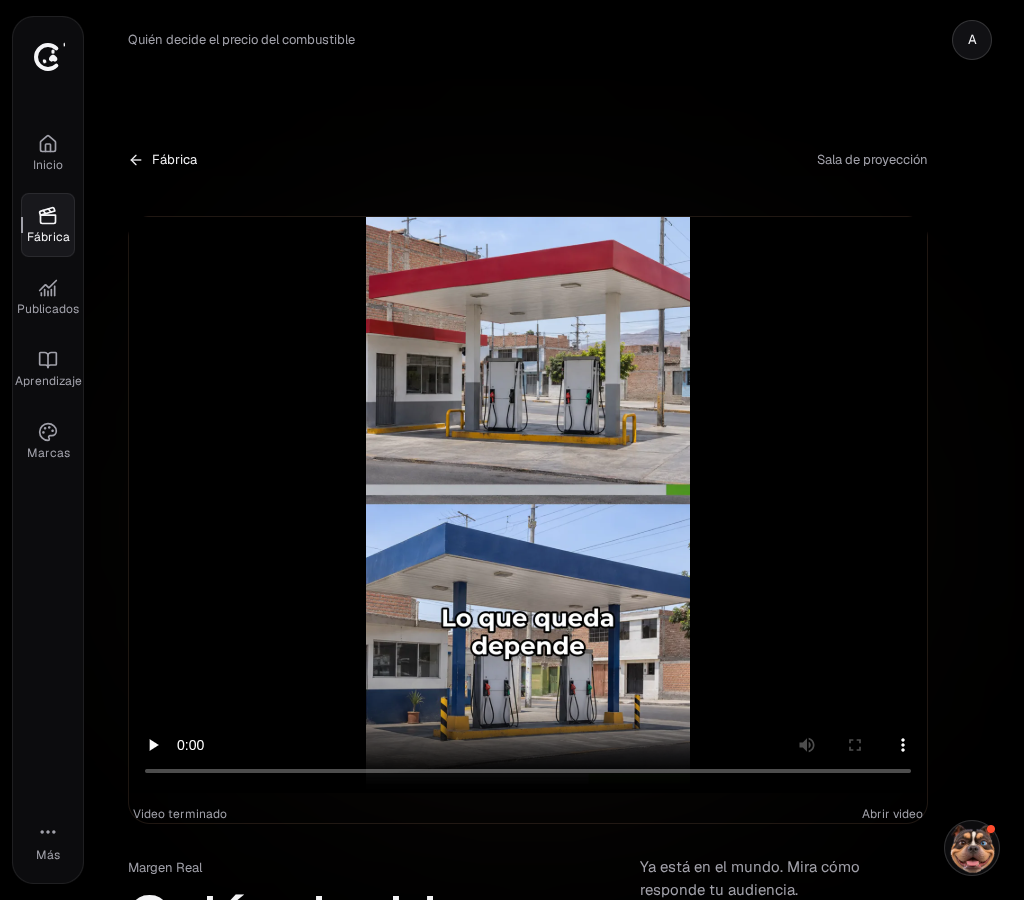 Quién decide el precio del combustible
A
Inicio
Fábrica
Publicados
Aprendizaje
Marcas
Más
Fábrica
Sala de proyección
Lo que queda
depende
0:00
Video terminado
Abrir video
Margen Real
Ya está en el mundo. Mira cómo
responde tu audiencia.